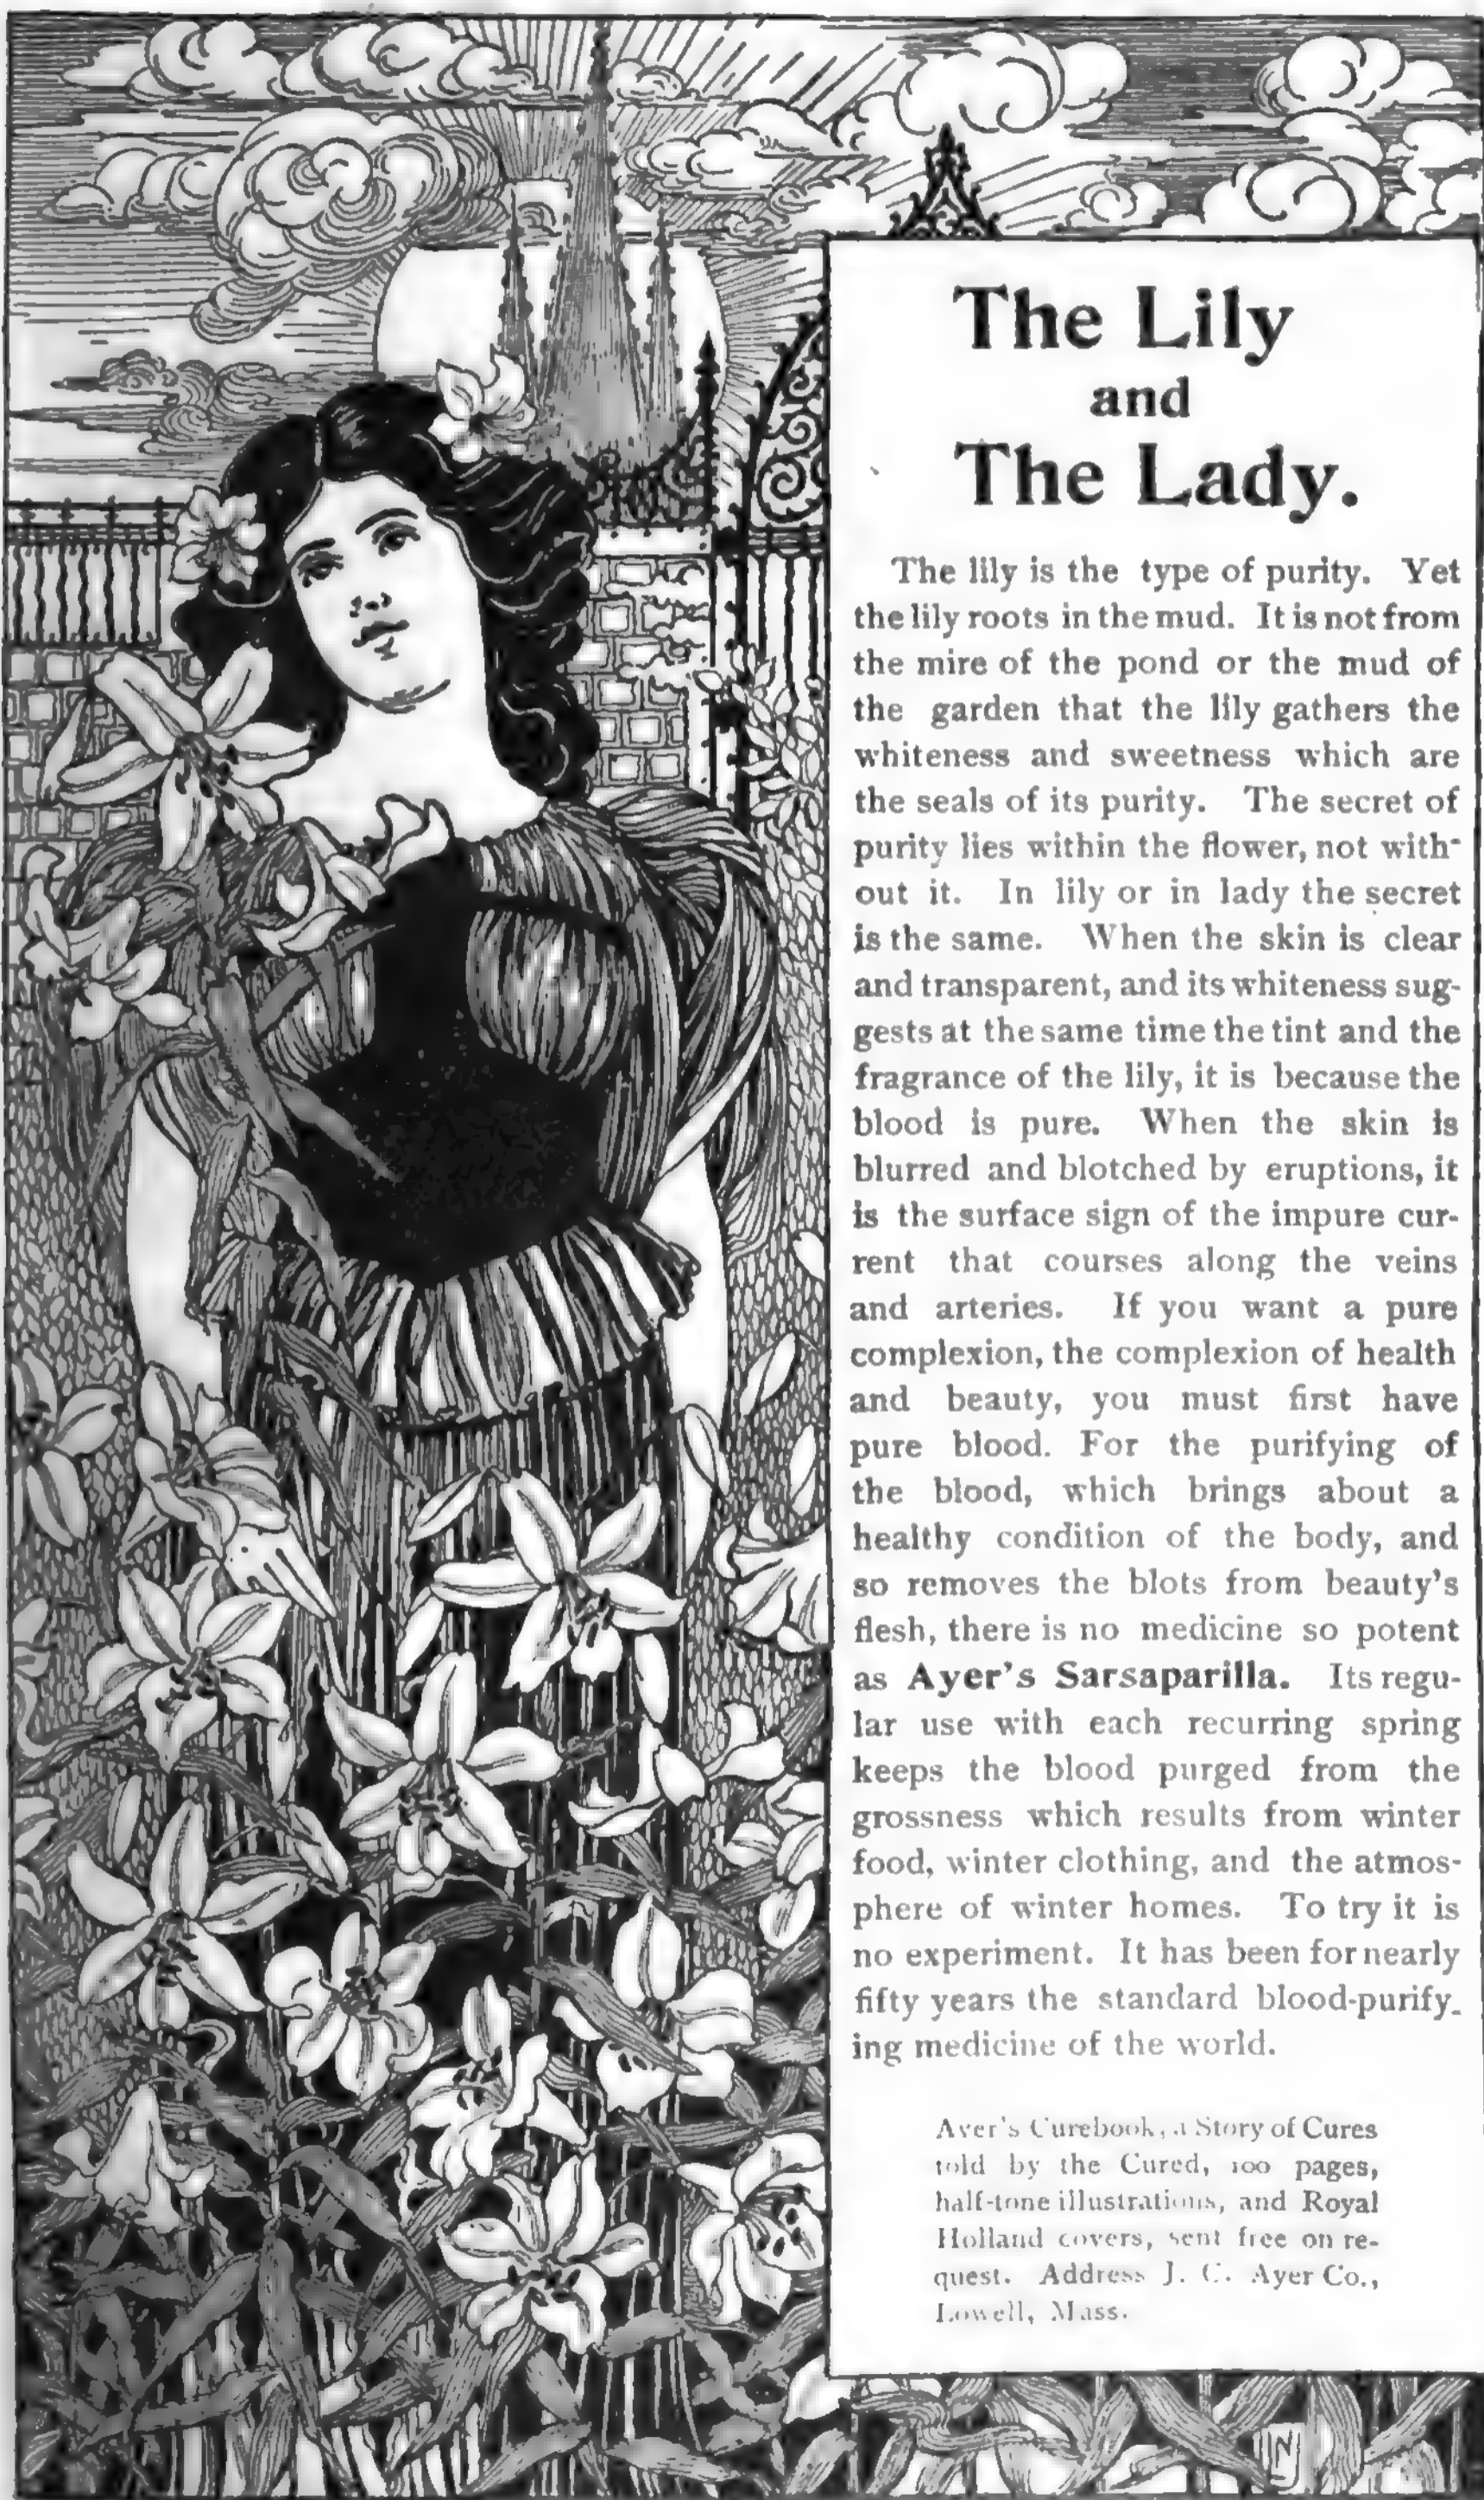 The Lily
and
The Lady.
The lily is the type of purity. Yet
the lily roots in the mud. It is not from
the mire of the pond or the mud of
the garden that the lily gathers the
whiteness and sweetness which are
the seals of its purity. The secret of
purity lies within the flower, not with-
out it. In lily or in lady the secret
is the same. When the skin is clear
and transparent, and its whiteness sug-
gests at the same time the tint and the
fragrance of the lily, it is because the
blood is pure. When the skin is
blurred and blotched by eruptions, it
is the surface sign of the impure cur-
rent that courses along the veins
and arteries. If you want a pure
complexion, the complexion of health
and beauty, you must first have
pure blood. For the purifying of
the blood, which brings about a
healthy condition of the body, and
so removes the blots from beauty's
flesh, there is no medicine so potent
as Ayer's Sarsaparilla. Its regu-
lar use with each recurring spring
keeps the blood purged from the
grossness which results from winter
food, winter clothing, and the atmos-
phere of winter homes. To try it is
no experiment. It has been for nearly
fifty years the standard blood-purify-
ing medicine of the world.
Ayer's Curebook, a Story of Cures
told by the Cured, 100 pages,
half-tone illustrations, and Royal
Holland covers, sent free on re-
quest. Address J. C. Ayer Co.,
Lowell, Mass.